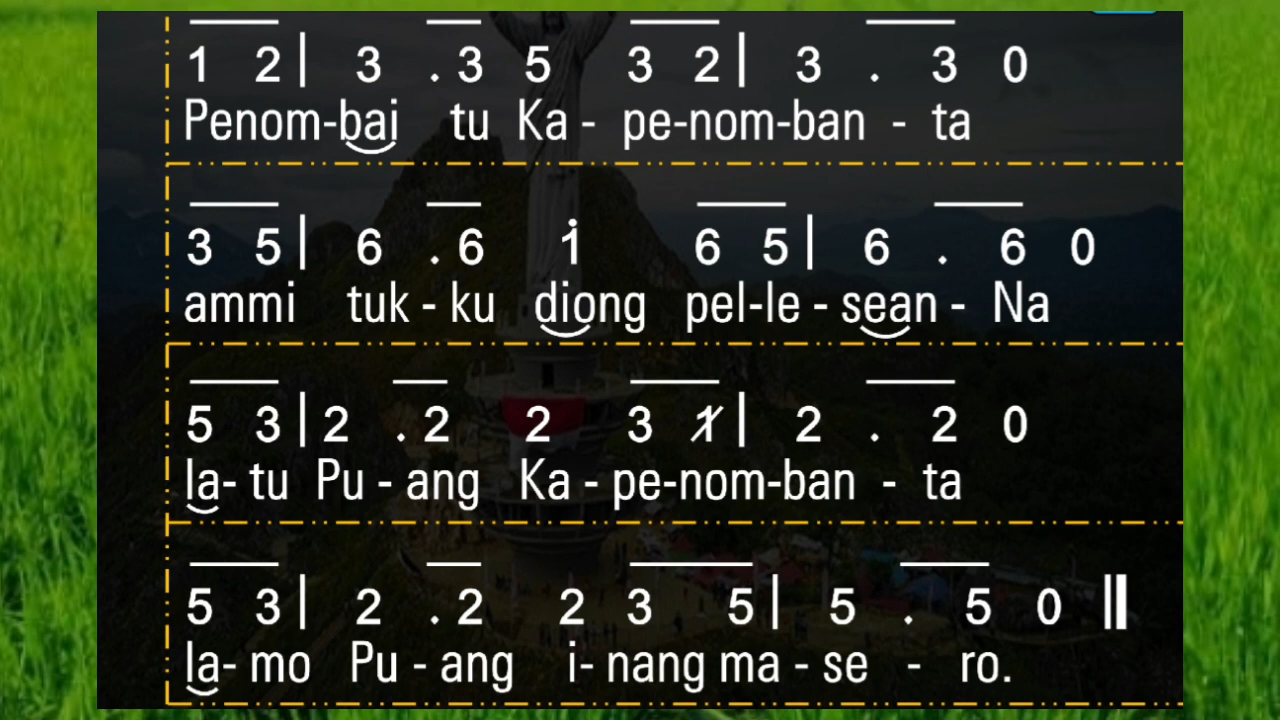 1 2 | 3 . 3 5 3 2 | 3 . 3 0
Penom-bai tu Ka - pe-nom-ban - ta
3 5 | 6 . 6 i 6 5 | 6 . 6 0
ammi tuk - ku diong pel-le - sean - Na
5 3 | 2 . 2 2 3 1̸ | 2 . 2 0
la- tu Pu - ang Ka - pe-nom-ban - ta
5 3 | 2 . 2 2 3 5 | 5 . 5 0 ||
la- mo Pu - ang i- nang ma - se - ro.